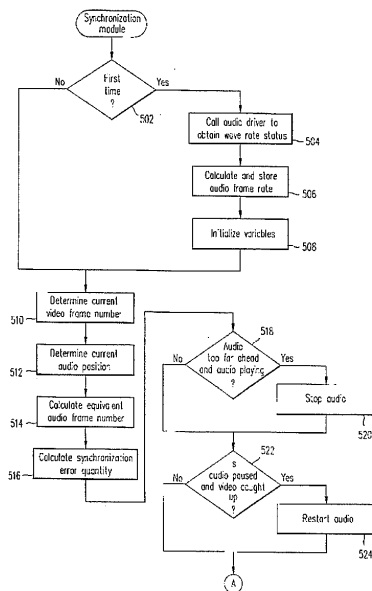 Synchronization
module
First
time
?
No
Yes
502
Call audio driver to
obtain wave rate status
504
Calculate and store
audio frame rate
506
Initialize variables
508
Determine current
video frame number
510
Determine current
audio position
512
Calculate equivalent
audio frame number
514
Calculate synchronization
error quantity
516
518
Audio
too far ahead
and audio playing
?
No
Yes
Stop audio
520
522
Is
audio paused
and video caught
up
?
No
Yes
Restart audio
524
A